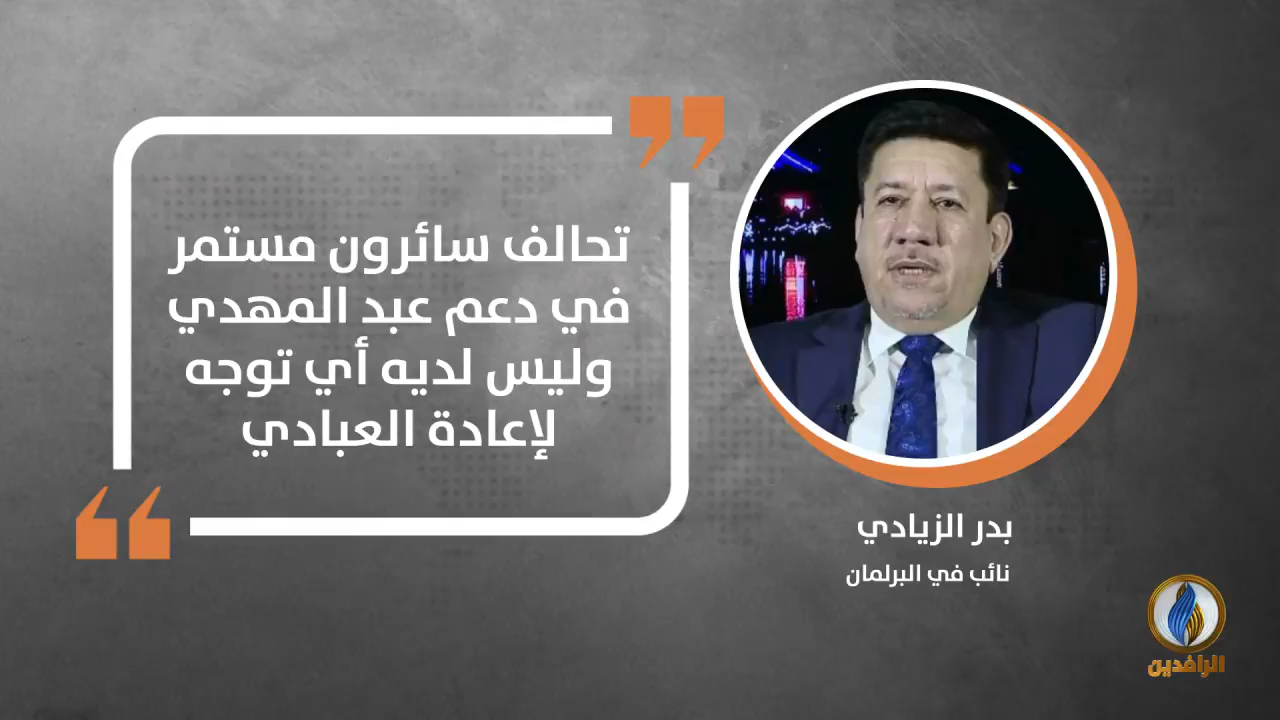 تحالف سائرون مستمر
في دعم عبد المهدي
وليس لديه أي توجه
لإعادة العبادي
بدر الزيادي
نائب في البرلمان
الرافدين